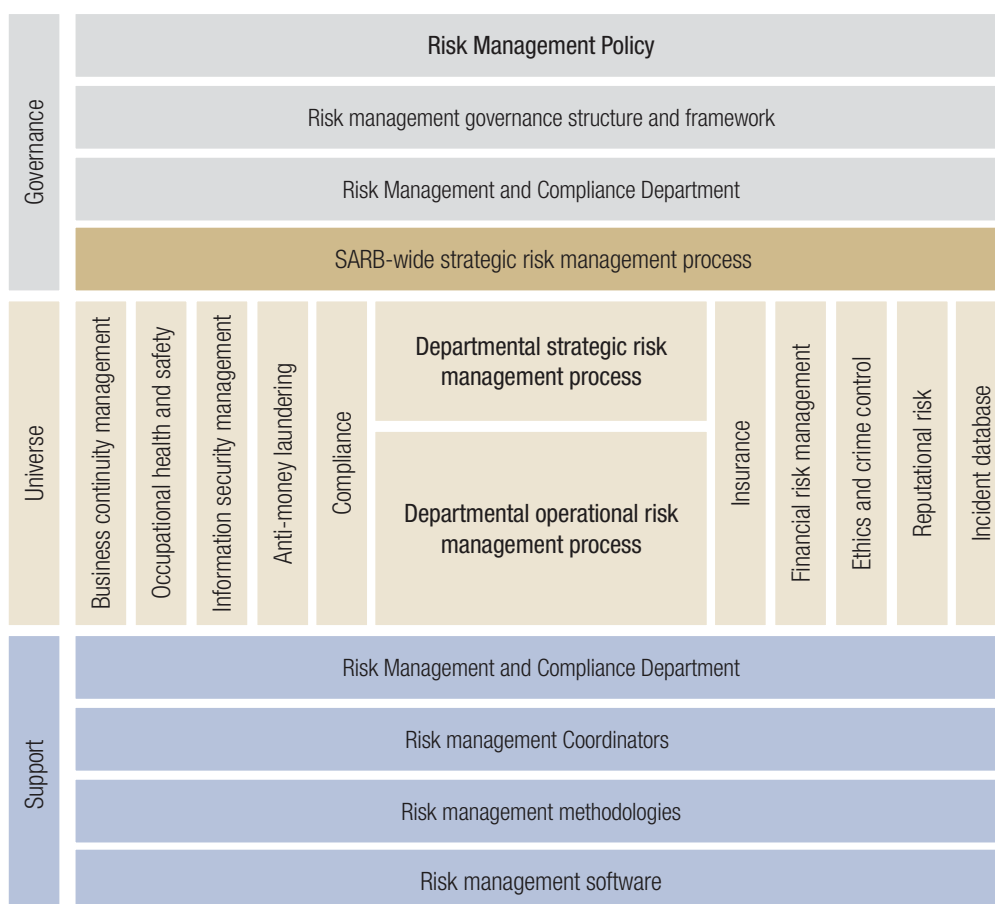 Governance
Risk Management Policy
Risk management governance structure and framework
Risk Management and Compliance Department
SARB-wide strategic risk management process
Universe
Business continuity management
Occupational health and safety
Information security management
Anti-money laundering
Compliance
Departmental strategic risk
management process
Departmental operational risk
management process
Insurance
Financial risk management
Ethics and crime control
Reputational risk
Incident database
Support
Risk Management and Compliance Department
Risk management Coordinators
Risk management methodologies
Risk management software